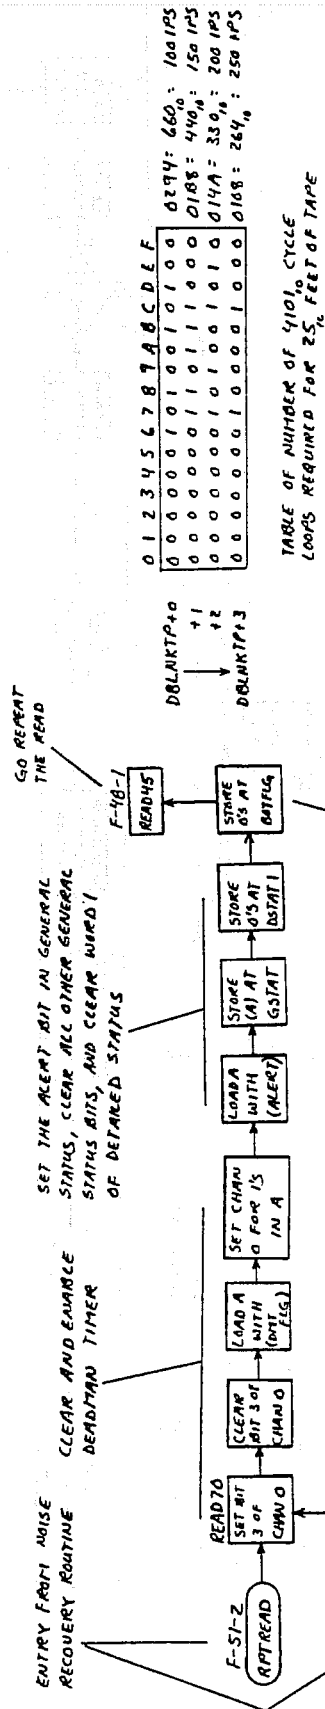 ENTRY FROM NOISE
RECOVERY ROUTINE
F-51-2
RPTREAD
CLEAR AND ENABLE
DEADMAN TIMER
READ70
SET BIT
3 OF
CHAN 0
CLEAR
BIT 3 OF
CHAN 0
LOAD A
WITH
(DMT
FLG)
SET CHAN
0 FOR 1'S
IN A
SET THE ALERT BIT IN GENERAL
STATUS, CLEAR ALL OTHER GENERAL
STATUS BITS, AND CLEAR WORD 1
OF DETAILED STATUS
LOAD A
WITH
(ALERT)
STORE
(A) AT
GSTAT
STORE
0'S AT
DSTAT1
STORE
0'S AT
BOTFLG
GO REPEAT
THE READ
F-48-1
READ45
0 1 2 3 4 5 6 7 8 9 A B C D E F
DBLNKTP+0 0 0 0 0 0 0 1 0 1 0 0 1 0 1 0 0 0294 = 660₁₀ = 100 IPS
+1 0 0 0 0 0 0 0 1 1 0 1 1 1 0 0 0 01B8 = 440₁₀ = 150 IPS
+2 0 0 0 0 0 0 0 1 0 1 0 0 1 0 1 0 014A = 330₁₀ = 200 IPS
DBLNKTP+3 0 0 0 0 0 0 0 1 0 0 0 0 1 0 0 0 0108 = 264₁₀ = 250 IPS
TABLE OF NUMBER OF 4101₁₀ CYCLE
LOOPS REQUIRED FOR 25₁₀ FEET OF TAPE